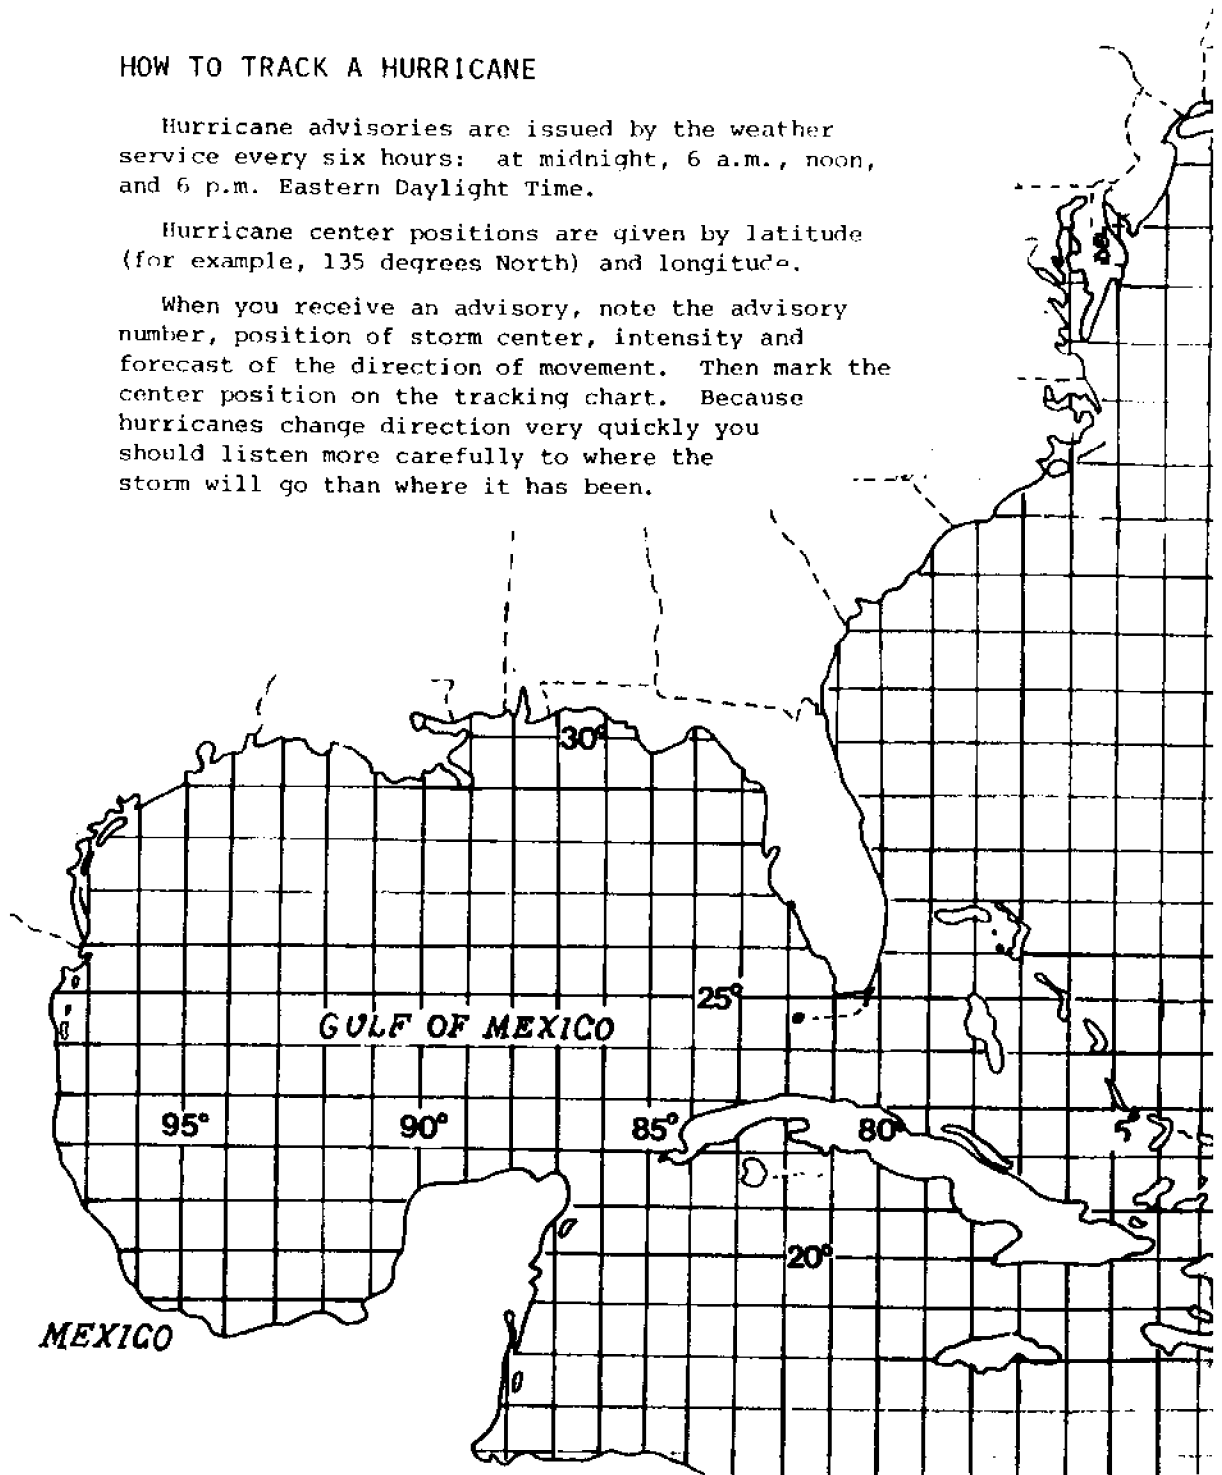 HOW TO TRACK A HURRICANE
Hurricane advisories are issued by the weather
service every six hours: at midnight, 6 a.m., noon,
and 6 p.m. Eastern Daylight Time.
Hurricane center positions are given by latitude
(for example, 135 degrees North) and longitude.
When you receive an advisory, note the advisory
number, position of storm center, intensity and
forecast of the direction of movement. Then mark the
center position on the tracking chart. Because
hurricanes change direction very quickly you
should listen more carefully to where the
storm will go than where it has been.
30°
25°
GULF OF MEXICO
95° 90° 85° 80°
20°
MEXICO